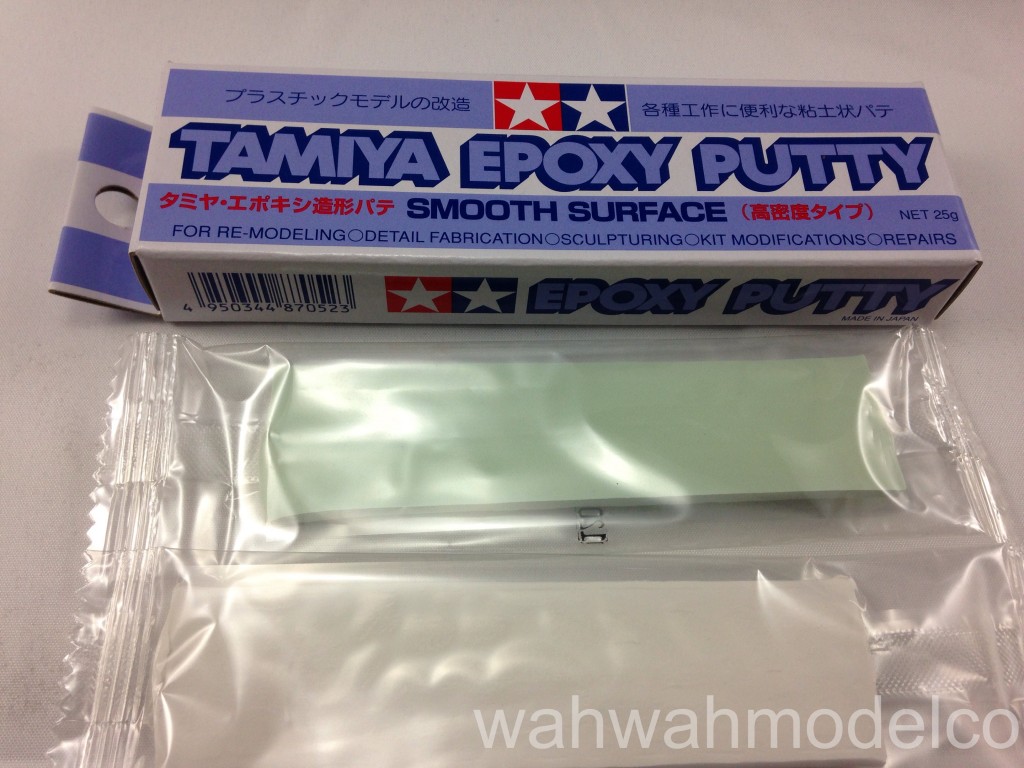 プラスチックモデルの改造
各種工作に便利な粘土状パテ
TAMIYA EPOXY PUTTY
タミヤ・エポキシ造形パテ SMOOTH SURFACE (高密度タイプ) NET 25g
FOR RE-MODELING○DETAIL FABRICATION○SCULPTURING○KIT MODIFICATIONS○REPAIRS
4 950344 870523
EPOXY PUTTY
MADE IN JAPAN
wahwahmodelco